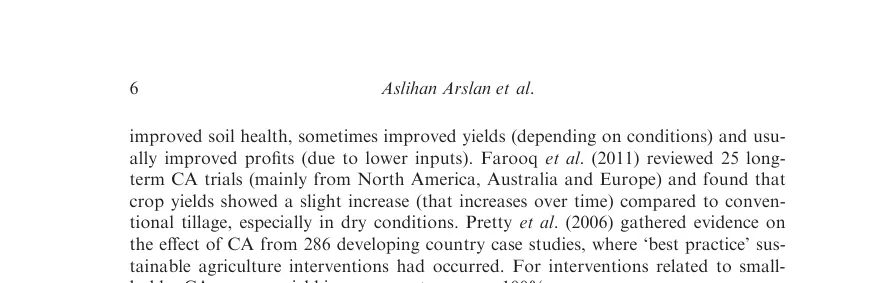 6
Aslihan Arslan et al.
improved soil health, sometimes improved yields (depending on conditions) and usu-
ally improved profits (due to lower inputs). Farooq et al. (2011) reviewed 25 long-
term CA trials (mainly from North America, Australia and Europe) and found that
crop yields showed a slight increase (that increases over time) compared to conven-
tional tillage, especially in dry conditions. Pretty et al. (2006) gathered evidence on
the effect of CA from 286 developing country case studies, where ‘best practice’ sus-
tainable agriculture interventions had occurred. For interventions related to small-